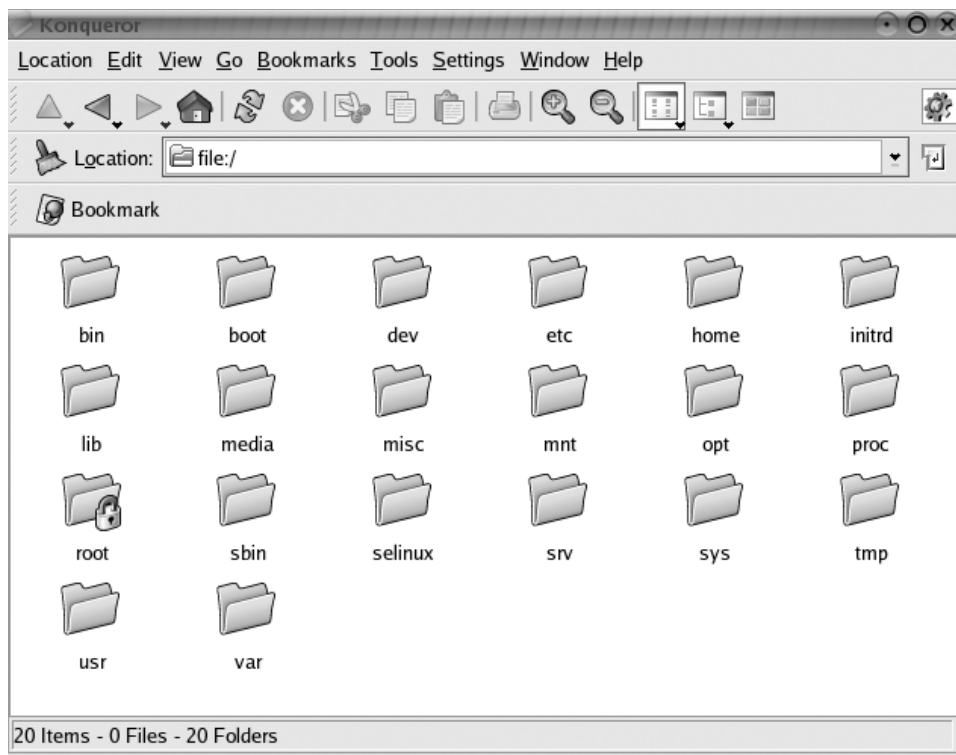 Konqueror
Location Edit View Go Bookmarks Tools Settings Window Help
Location: file:/
Bookmark
bin boot dev etc home initrd
lib media misc mnt opt proc
root sbin selinux srv sys tmp
usr var
20 Items - 0 Files - 20 Folders